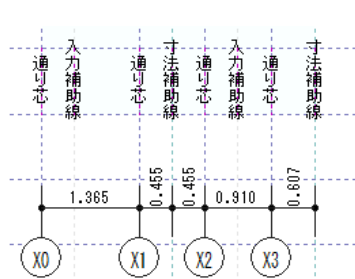 通り芯
入力補助線
通り芯
寸法補助線
通り芯
入力補助線
通り芯
寸法補助線
1.365
0.455
0.455
0.910
0.607
X0
X1
X2
X3